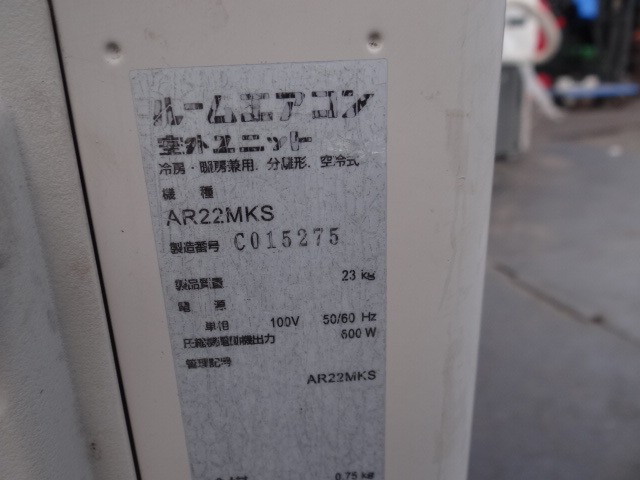 ルームエアコン
室外ユニット
冷房・暖房兼用、分離形、空冷式
機 種
AR22MKS
製造番号 C015275
製品質量 23 kg
電 源
単相 100V 50/60 Hz
圧縮機電動機出力 600 W
管理記号
AR22MKS
0.75 kg